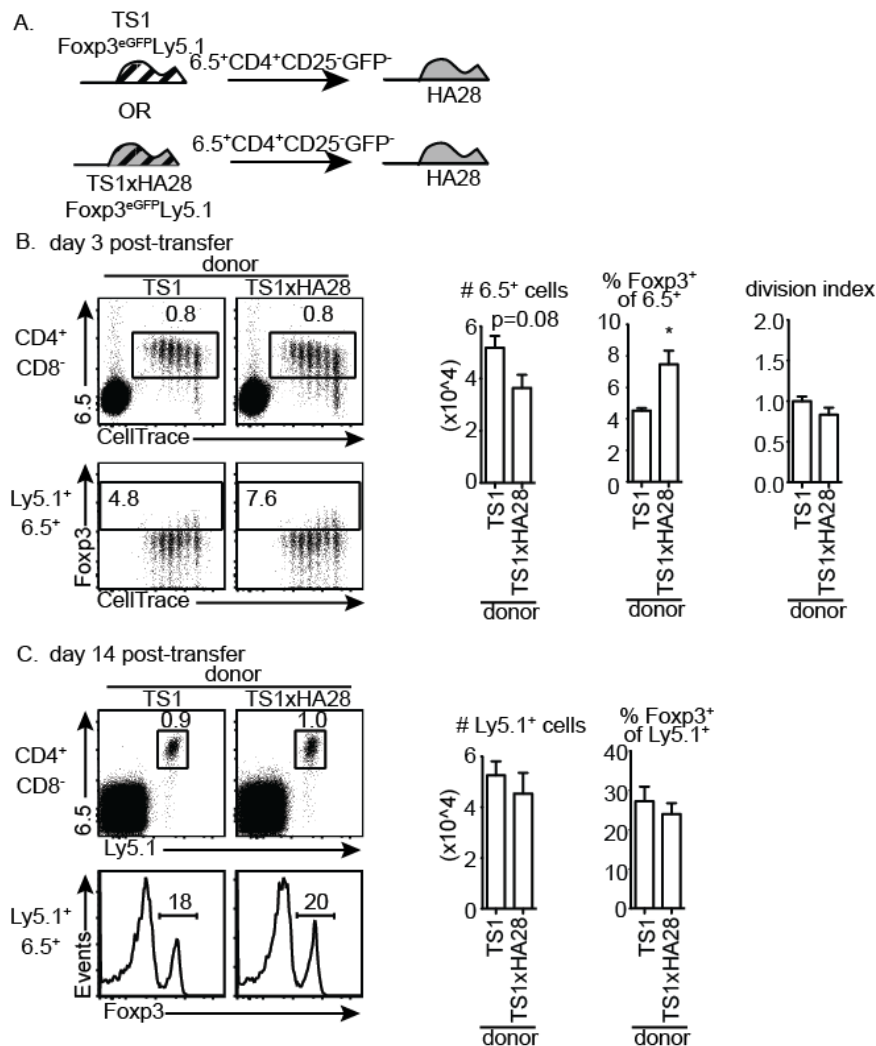 A.
TS1
Foxp3eGFPLy5.1
6.5+CD4+CD25-GFP-
HA28
OR
6.5+CD4+CD25-GFP-
HA28
TS1xHA28
Foxp3eGFPLy5.1
B. day 3 post-transfer
donor
TS1 TS1xHA28
CD4+
CD8-
6.5
0.8 0.8
CellTrace
Ly5.1+
6.5+
Foxp3
4.8 7.6
CellTrace
# 6.5+ cells
p=0.08
(x10^4)
6
4
2
0
TS1
TS1xHA28
donor
% Foxp3+
of 6.5+
*
10
8
6
4
2
0
TS1
TS1xHA28
donor
division index
2.0
1.5
1.0
0.5
0.0
TS1
TS1xHA28
donor
C. day 14 post-transfer
donor
TS1 TS1xHA28
CD4+
CD8-
6.5
0.9 1.0
Ly5.1
Ly5.1+
6.5+
Events
18 20
Foxp3
# Ly5.1+ cells
(x10^4)
6
4
2
0
TS1
TS1xHA28
donor
% Foxp3+
of Ly5.1+
40
30
20
10
0
TS1
TS1xHA28
donor